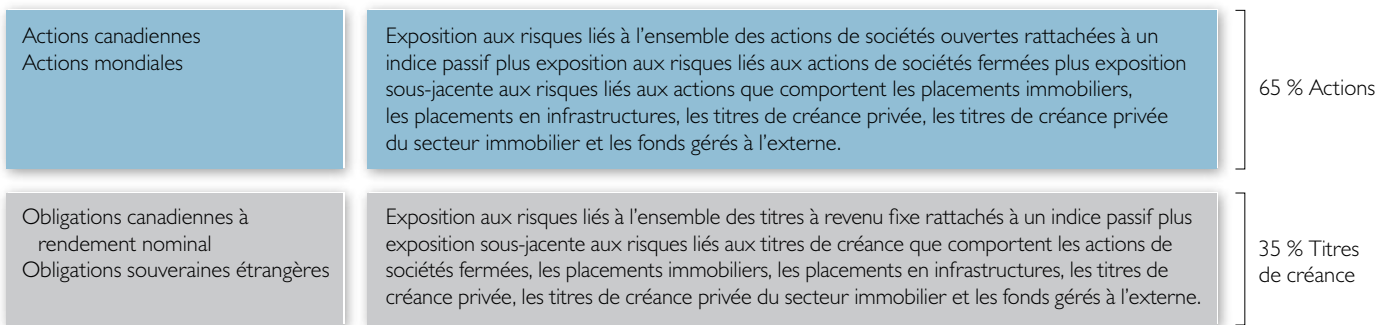 Actions canadiennes
Actions mondiales
Exposition aux risques liés à l’ensemble des actions de sociétés ouvertes rattachées à un
indice passif plus exposition aux risques liés aux actions de sociétés fermées plus exposition
sous-jacente aux risques liés aux actions que comportent les placements immobiliers,
les placements en infrastructures, les titres de créance privée, les titres de créance privée
du secteur immobilier et les fonds gérés à l’externe.
65 % Actions
Obligations canadiennes à
rendement nominal
Obligations souveraines étrangères
Exposition aux risques liés à l’ensemble des titres à revenu fixe rattachés à un indice passif plus
exposition sous-jacente aux risques liés aux titres de créance que comportent les actions de
sociétés fermées, les placements immobiliers, les placements en infrastructures, les titres de
créance privée, les titres de créance privée du secteur immobilier et les fonds gérés à l’externe.
35 % Titres
de créance